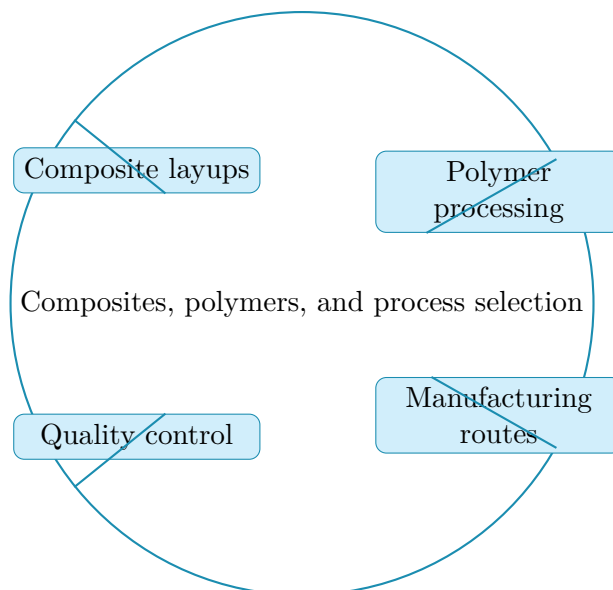 Composite layups
Polymer
processing
Composites, polymers, and process selection
Manufacturing
routes
Quality control